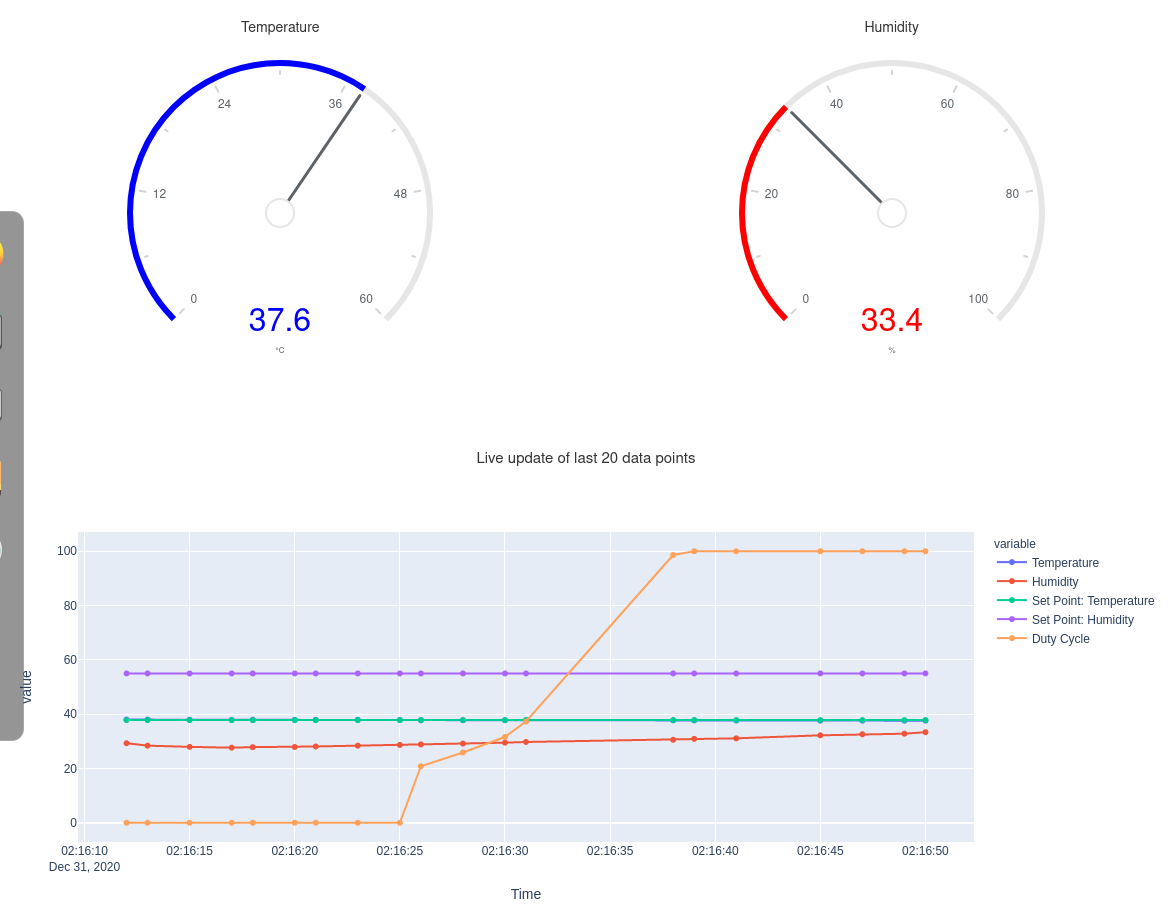 Temperature
Humidity
24
36
12
48
0
60
37.6
°C
40
60
20
80
0
100
33.4
%
Live update of last 20 data points
value
100
80
60
40
20
0
02:16:10
02:16:15
02:16:20
02:16:25
02:16:30
02:16:35
02:16:40
02:16:45
02:16:50
Dec 31, 2020
Time
variable
Temperature
Humidity
Set Point: Temperature
Set Point: Humidity
Duty Cycle